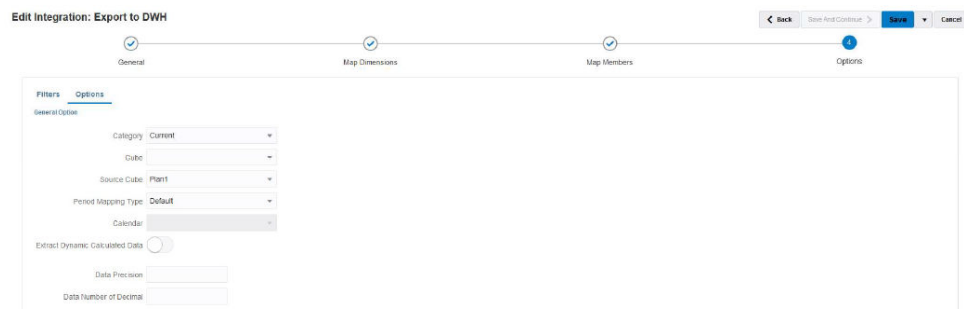 Edit Integration: Export to DWH
Back Save And Continue Save Cancel
4
General Map Dimensions Map Members Options
Filters Options
General Option
Category Current
Cube
Source Cube Plan1
Period Mapping Type Default
Calendar
Extract Dynamic Calculated Data
Data Precision
Data Number of Decimal